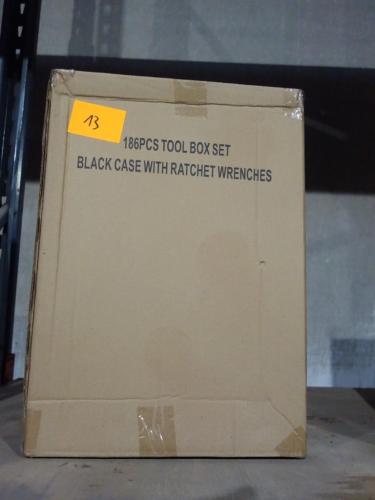 13
186PCS TOOL BOX SET
BLACK CASE WITH RATCHET WRENCHES